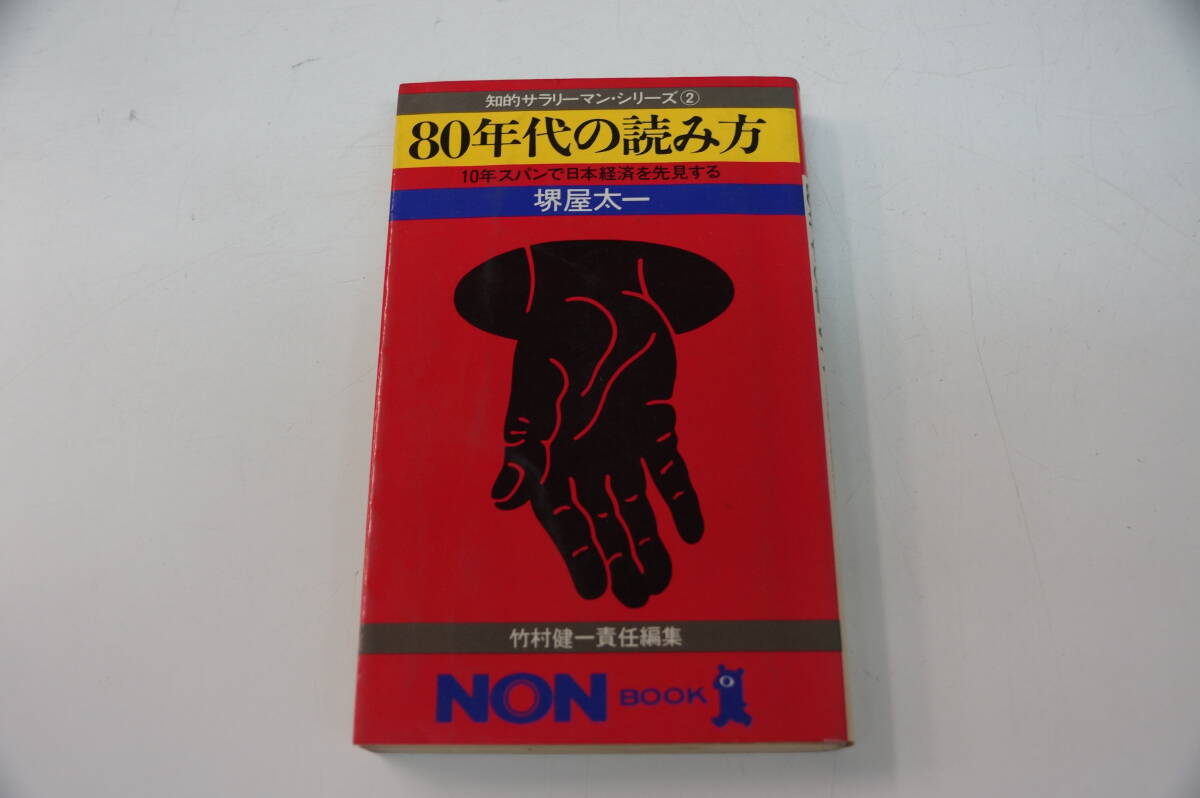 知的サラリーマン・シリーズ②
80年代の読み方
10年スパンで日本経済を先見する
堺屋太一
竹村健一責任編集
NON BOOK